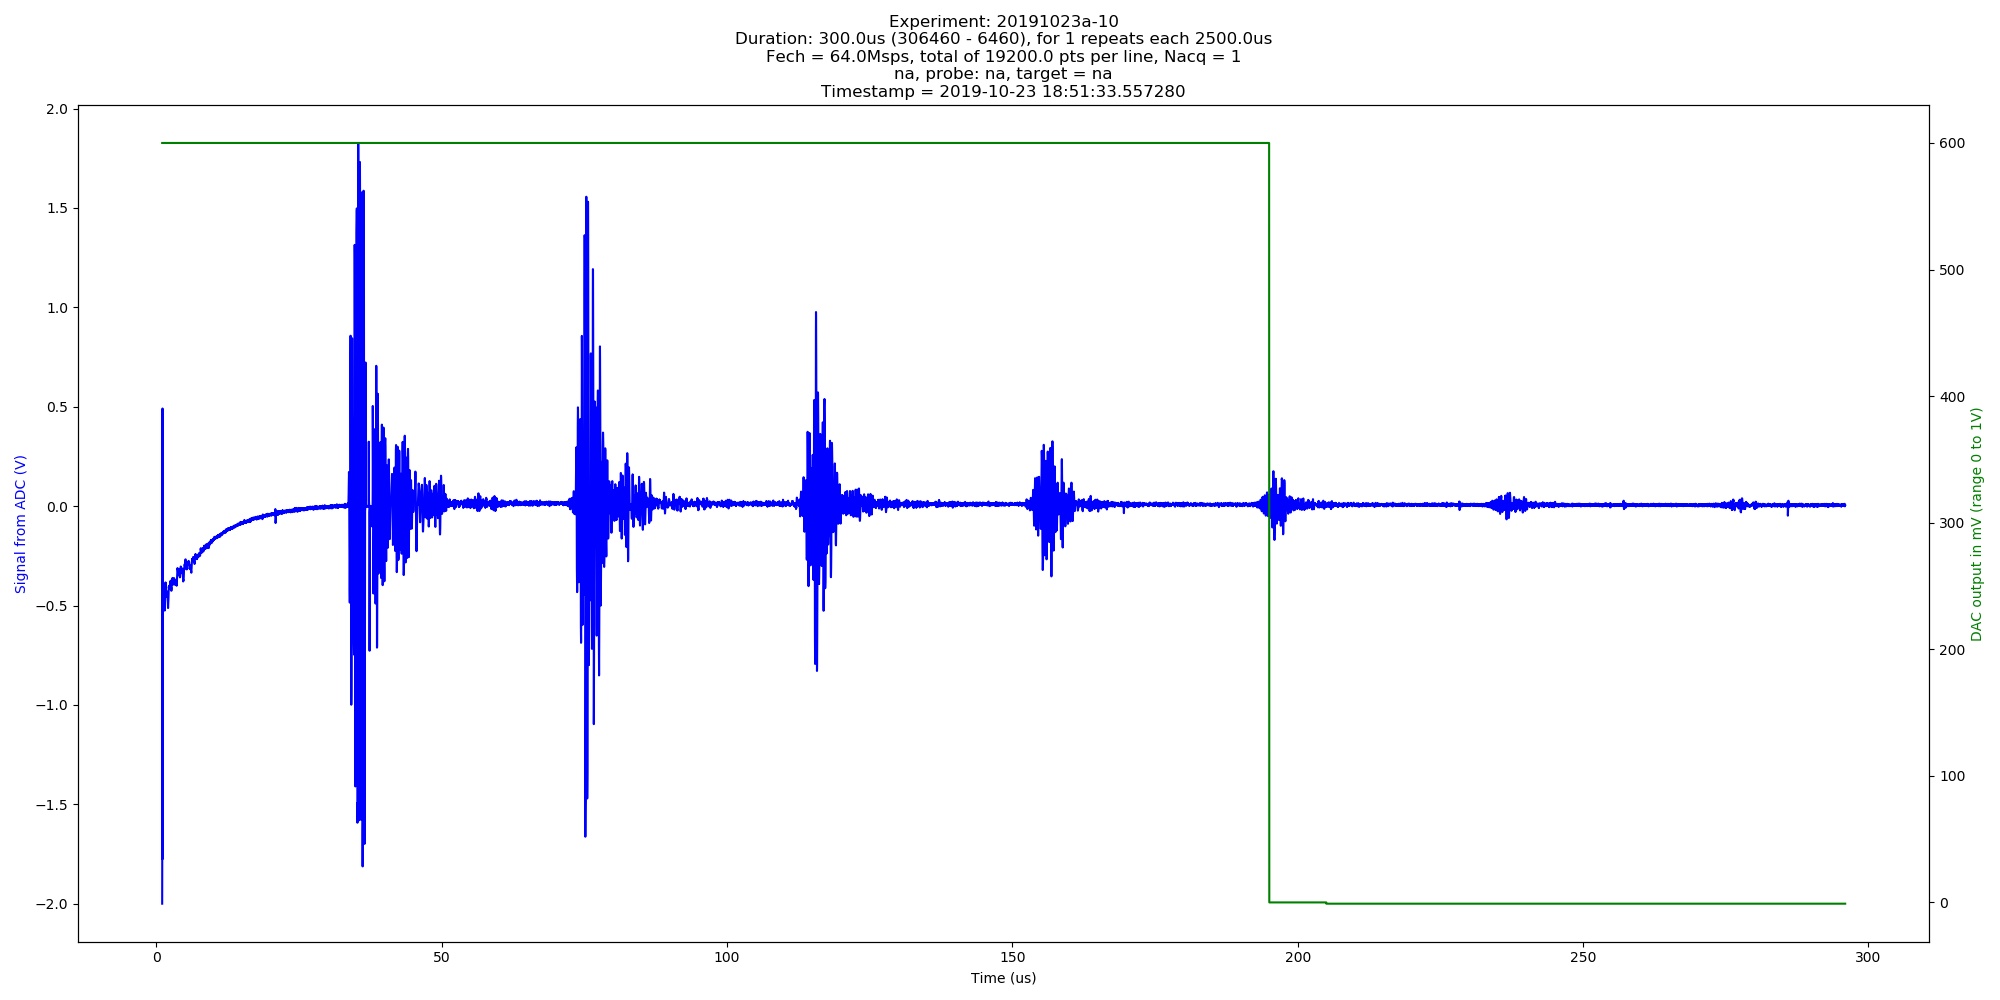 Experiment: 20191023a-10
Duration: 300.0us (306460 - 6460), for 1 repeats each 2500.0us
Fech = 64.0Msps, total of 19200.0 pts per line, Nacq = 1
na, probe: na, target = na
Timestamp = 2019-10-23 18:51:33.557280
Signal from ADC (V)
2.0
1.5
1.0
0.5
0.0
−0.5
−1.0
−1.5
−2.0
0 50 100 150 200 250 300
Time (us)
600
500
400
300
200
100
0
DAC output in mV (range 0 to 1V)